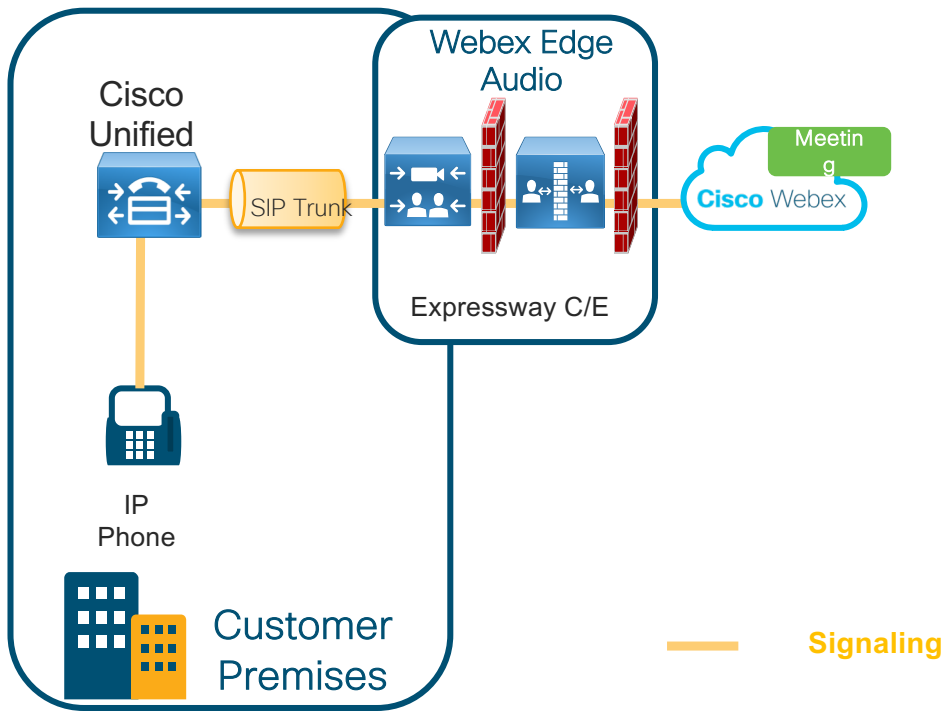 Webex Edge
Audio
Cisco
Unified
SIP Trunk
Meetin
g
Cisco Webex
Expressway C/E
IP
Phone
Customer
Premises
Signaling